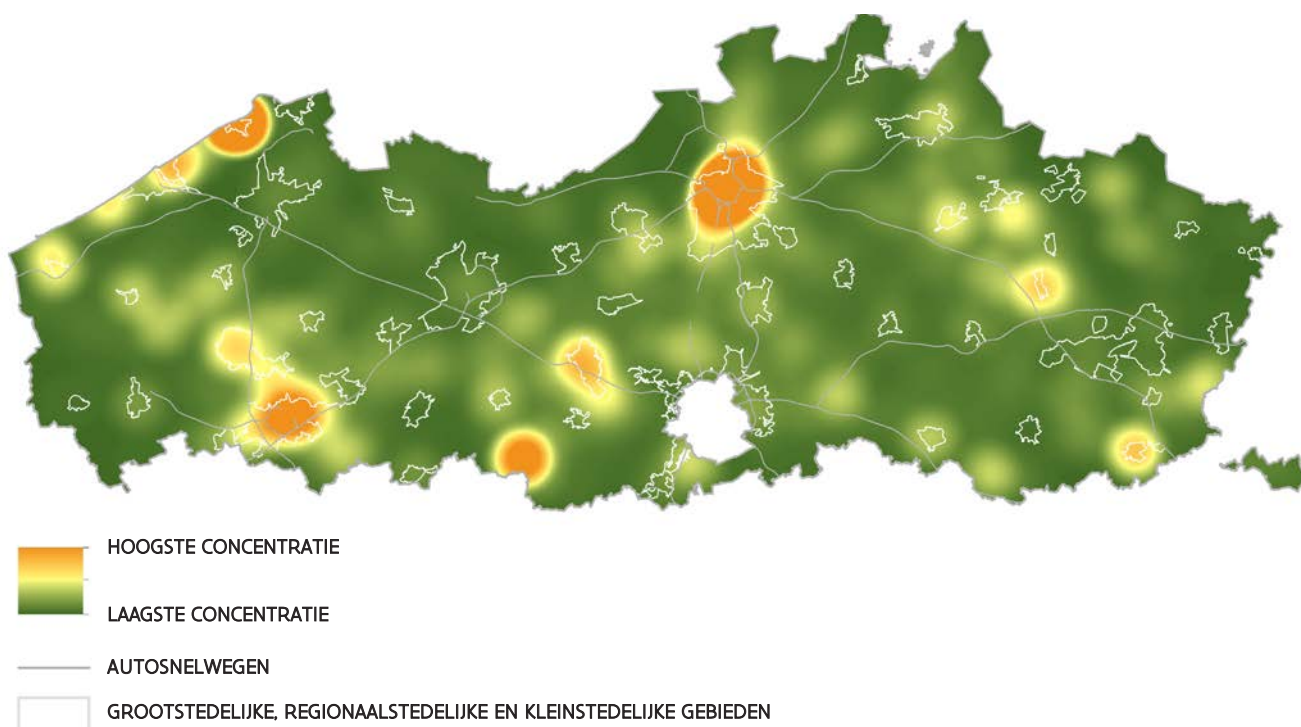 HOOGSTE CONCENTRATIE
LAAGSTE CONCENTRATIE
AUTOSNELWEGEN
GROOTSTEDELIJKE, REGIONAALSTEDELIJKE EN KLEINSTEDELIJKE GEBIEDEN